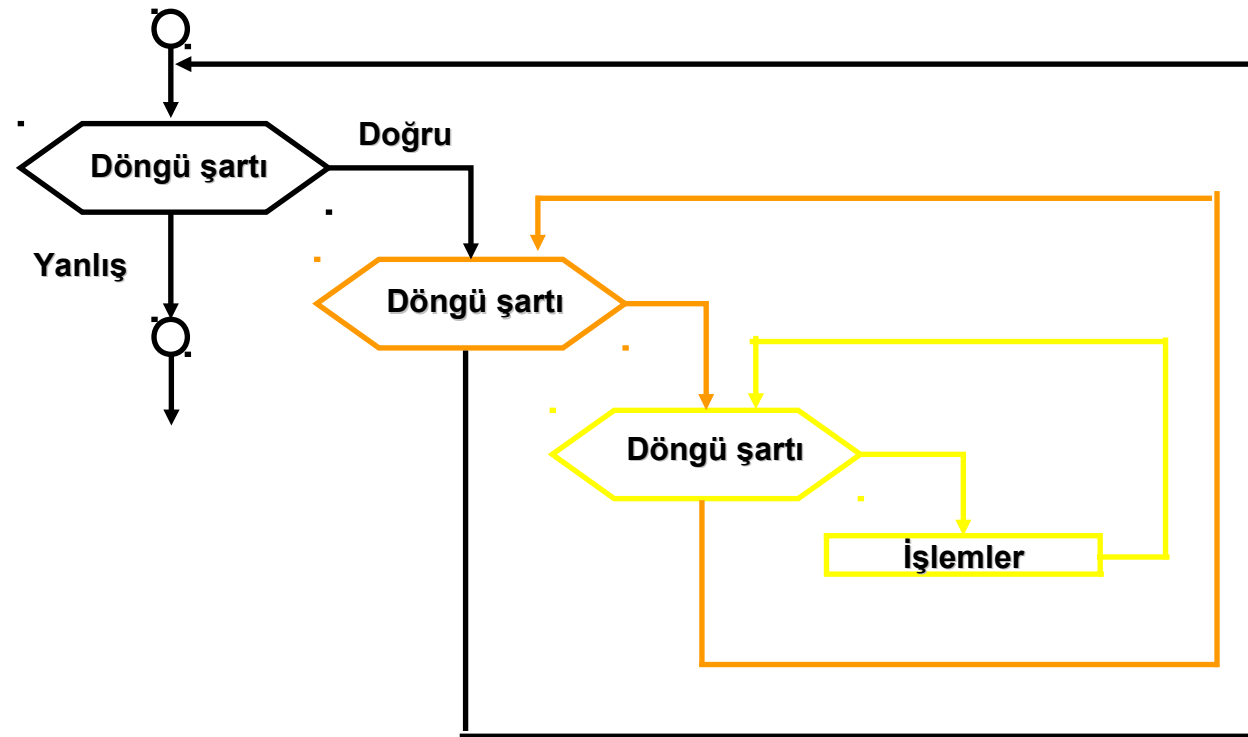 Doğru
Döngü şartı
Yanlış
Döngü şartı
Döngü şartı
İşlemler